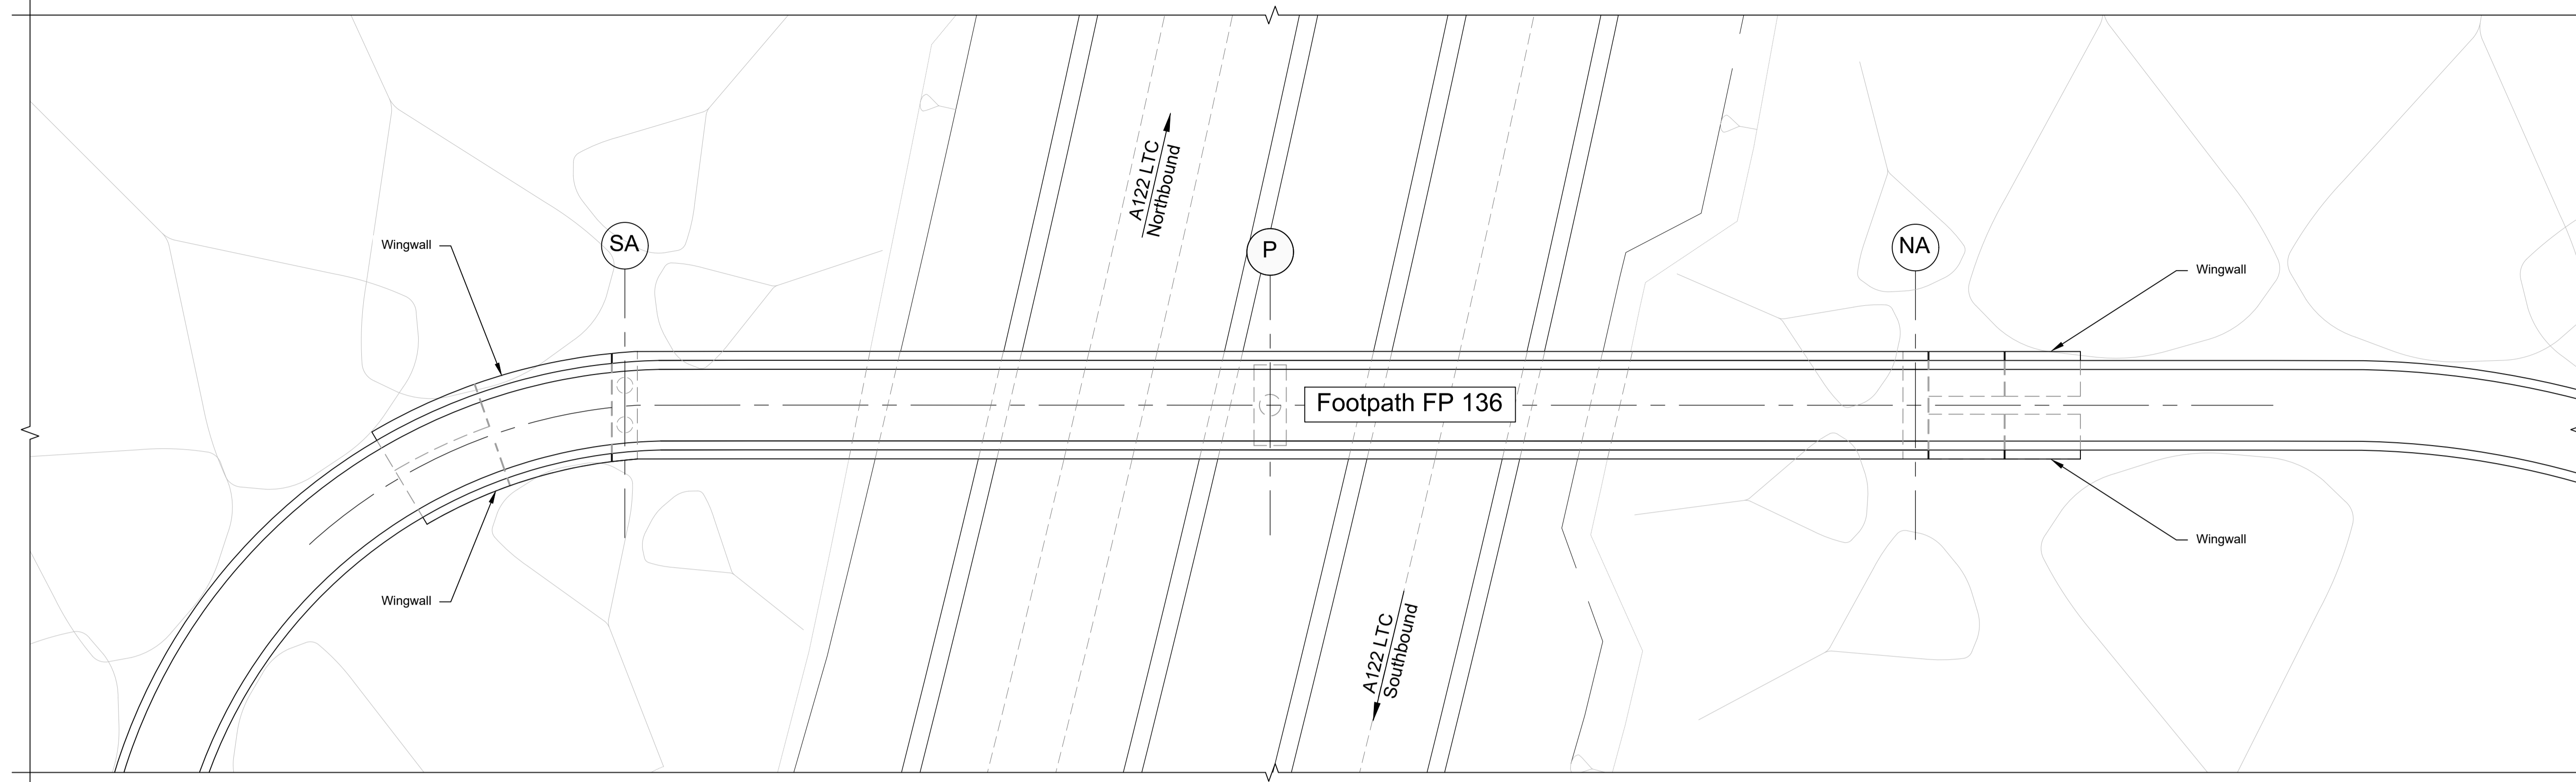 A122 LTC
Northbound
Wingwall
SA
P
NA
Wingwall
Footpath FP 136
Wingwall
Wingwall
A122 LTC
Southbound